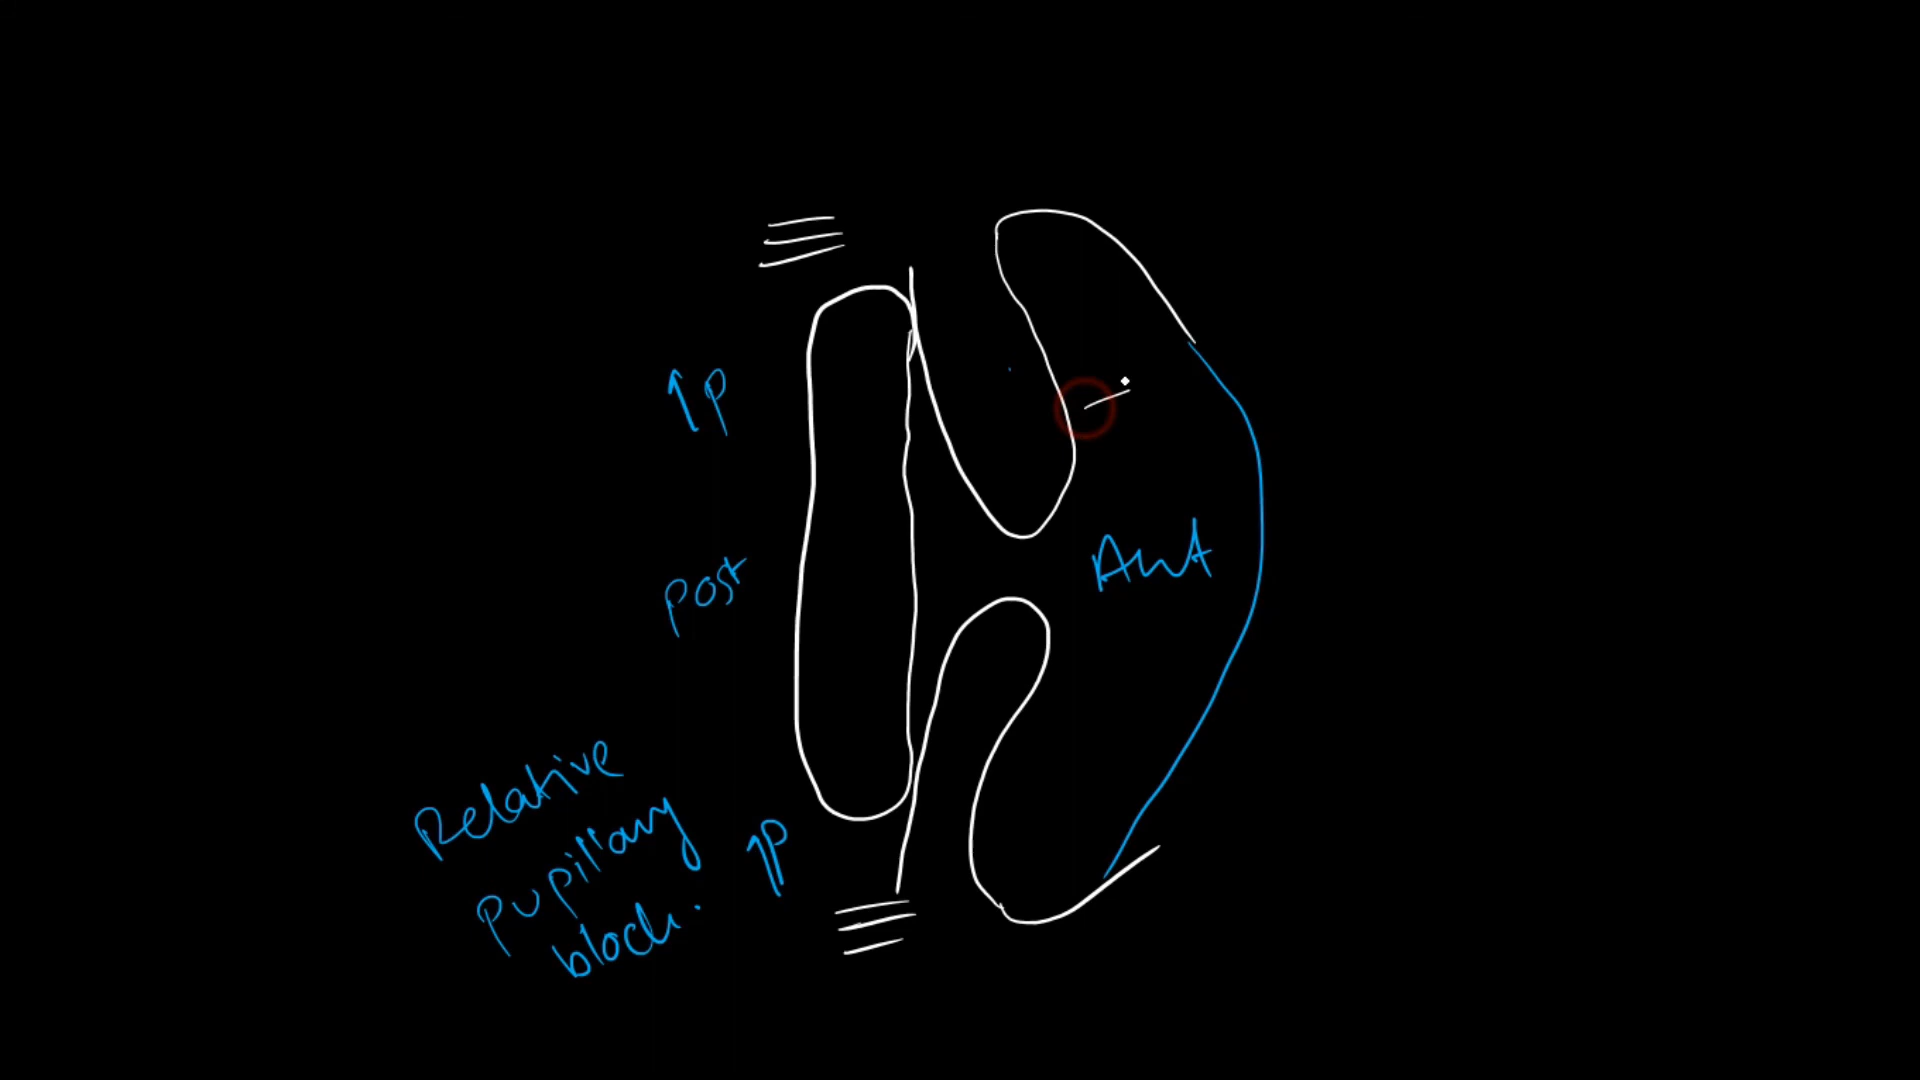 ↑p
post
Ant
Relative
pupillary
block.
↑p